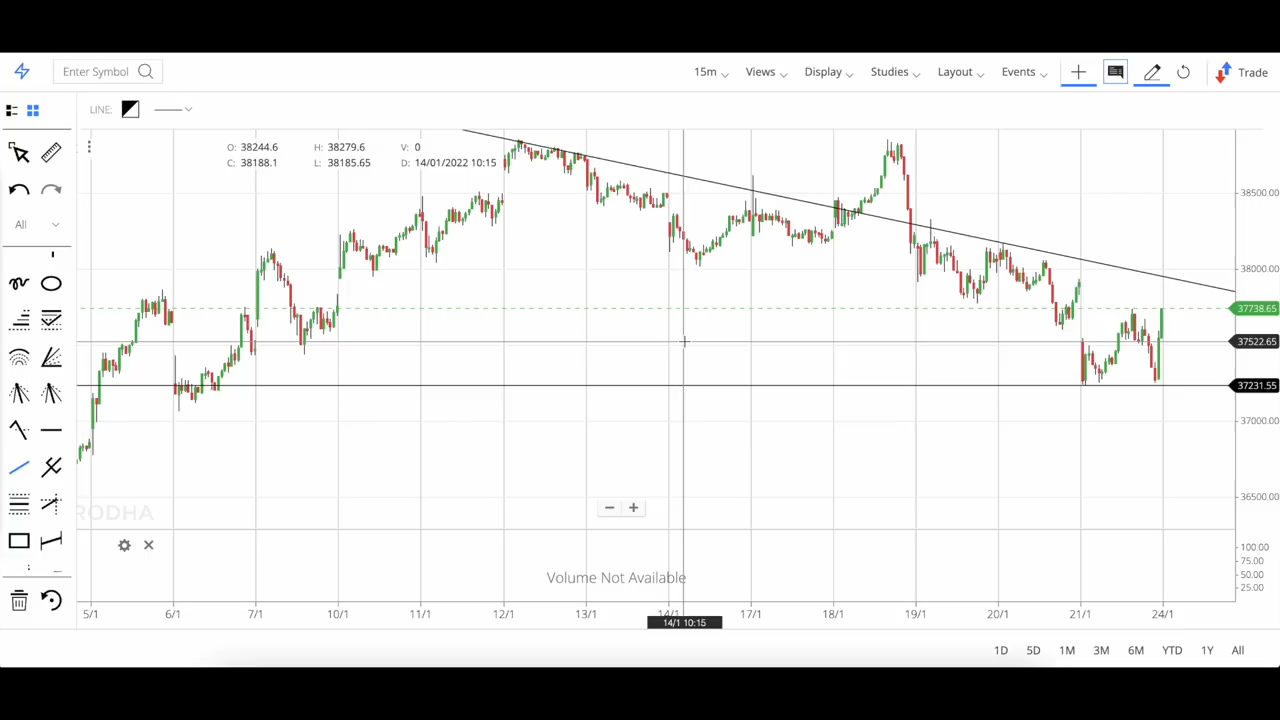 Enter Symbol
15m Views Display Studies Layout Events Trade
LINE:
O: 38244.6 H: 38279.6 V: 0
C: 38188.1 L: 38185.65 D: 14/01/2022 10:15
All
38500.00
38000.00
37738.65
37522.65
37231.55
37000.00
36500.00
RODHA
100.00
75.00
50.00
25.00
Volume Not Available
5/1 6/1 7/1 10/1 11/1 12/1 13/1 14/1 17/1 18/1 19/1 20/1 21/1 24/1
14/1 10:15
1D 5D 1M 3M 6M YTD 1Y All